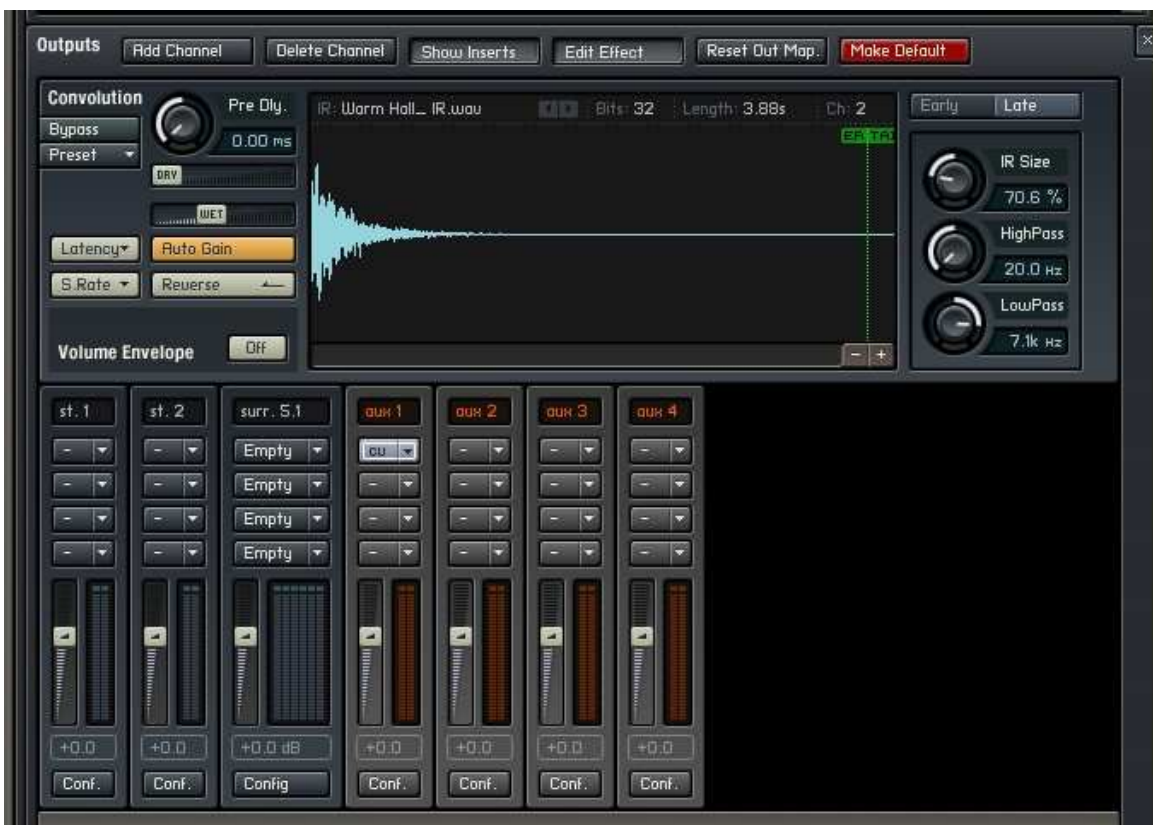 Outputs Add Channel Delete Channel Show Inserts Edit Effect Reset Out Map. Make Default
Convolution
Bypass
Preset
Pre Dly.
0.00 ms
DRY
WET
Latency
Auto Gain
S.Rate
Reverse
Volume Envelope Off
IR: Warm Hall_ IR.wav Bits: 32 Length: 3.88s Ch: 2
ER TAI
- +
Early Late
IR Size
70.6 %
HighPass
20.0 Hz
LowPass
7.1k Hz
st. 1 st. 2 surr. 5.1 aux 1 aux 2 aux 3 aux 4
- - Empty cv - - -
- - Empty - - - -
- - Empty - - - -
- - Empty - - - -
+0.0 +0.0 +0.0 dB +0.0 +0.0 +0.0 +0.0
Conf. Conf. Config Conf. Conf. Conf. Conf.